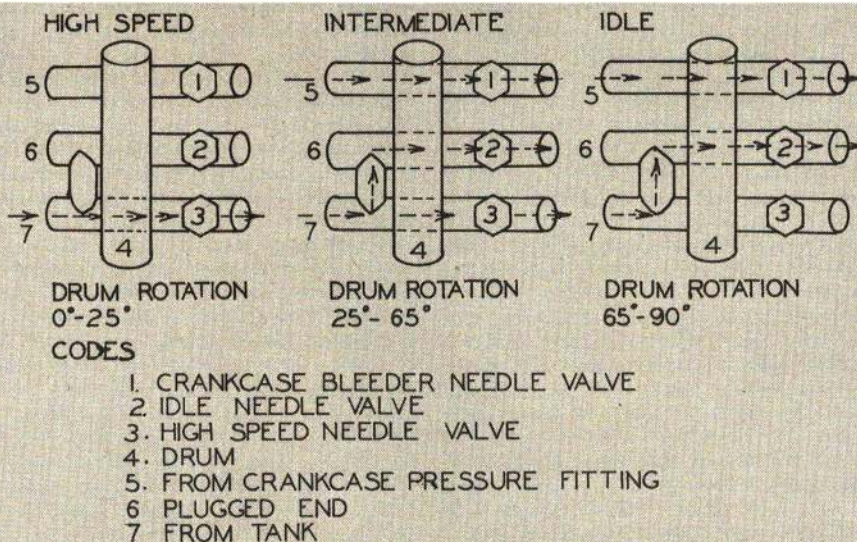 HIGH SPEED INTERMEDIATE IDLE
5 1 5 1 5 1
6 2 6 2 6 2
7 3 7 3 7 3
4 4 4
DRUM ROTATION DRUM ROTATION DRUM ROTATION
0°-25° 25°-65° 65°-90°
CODES
1. CRANKCASE BLEEDER NEEDLE VALVE
2. IDLE NEEDLE VALVE
3. HIGH SPEED NEEDLE VALVE
4. DRUM
5. FROM CRANKCASE PRESSURE FITTING
6 PLUGGED END
7 FROM TANK